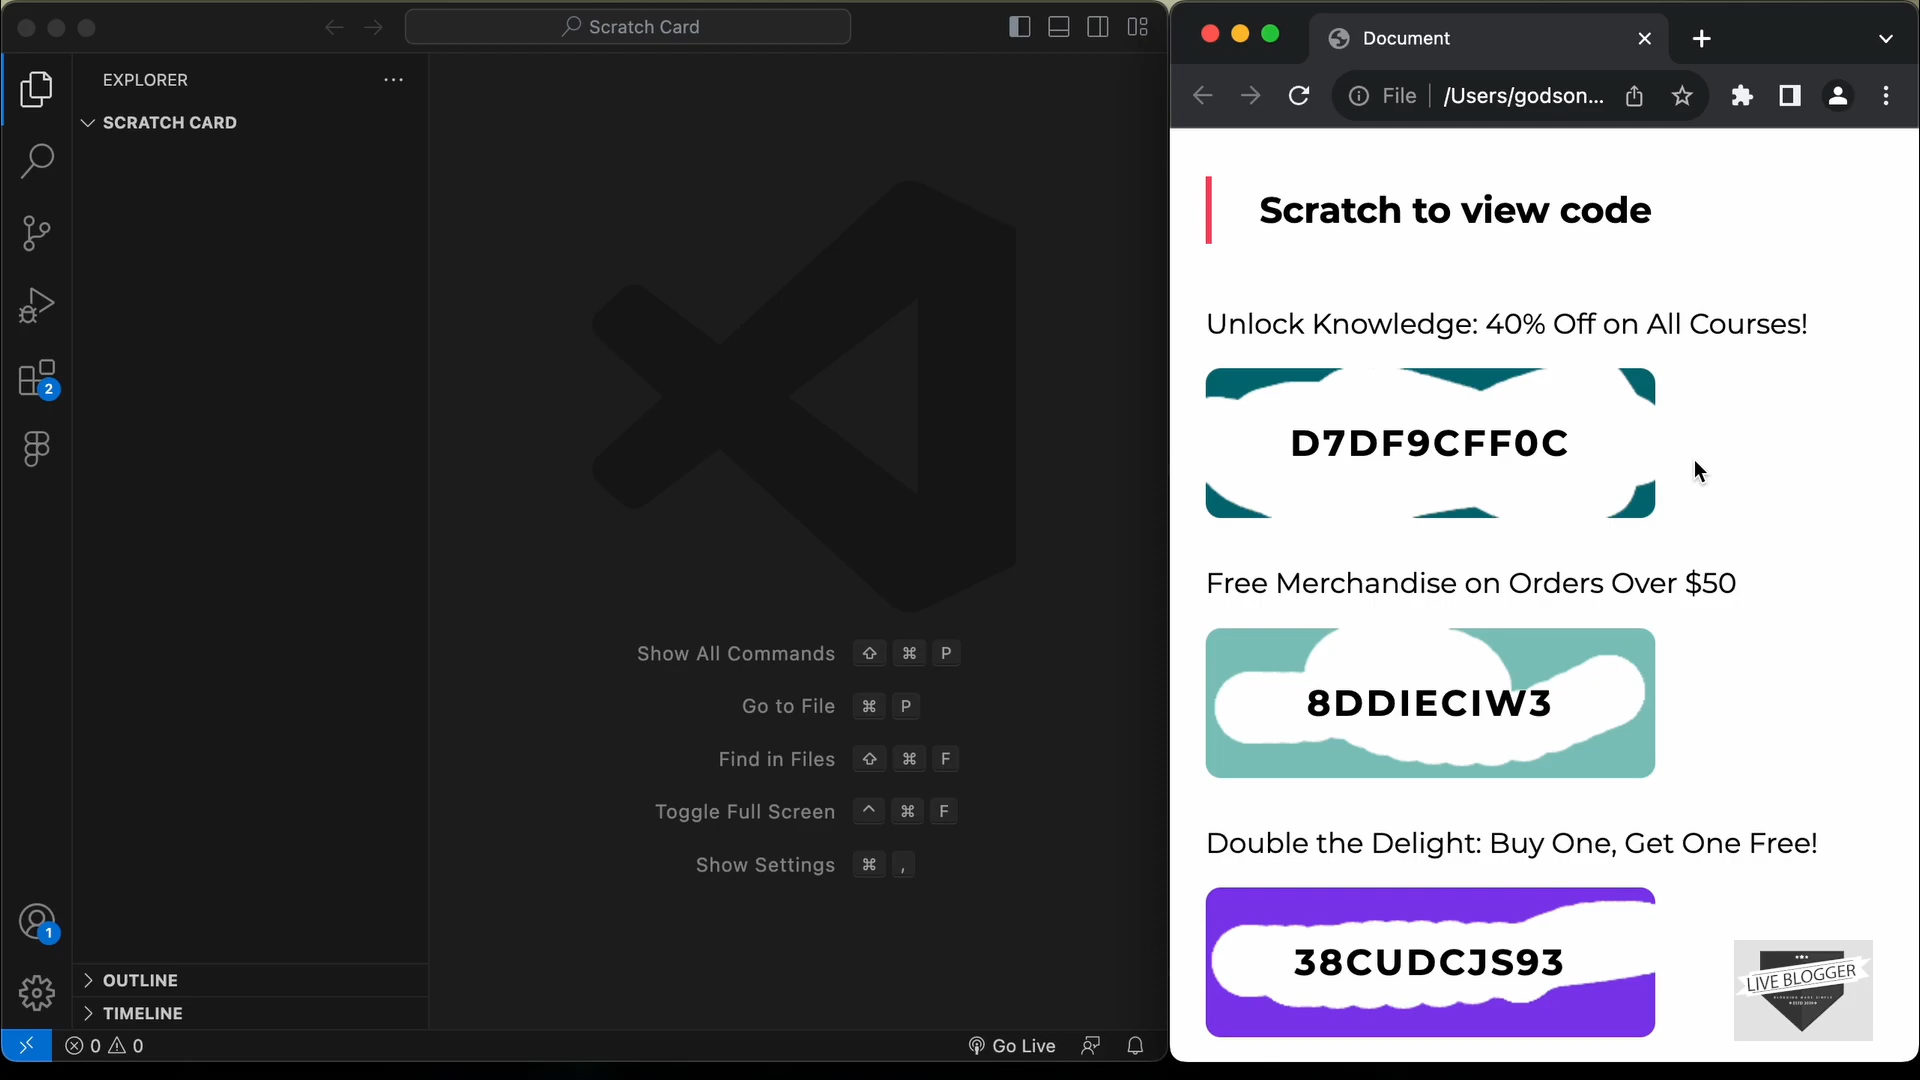 Scratch Card
EXPLORER
SCRATCH CARD
2
Show All Commands ⇧ ⌘ P
Go to File ⌘ P
Find in Files ⇧ ⌘ F
Toggle Full Screen ^ ⌘ F
Show Settings ⌘ ,
1
OUTLINE
TIMELINE
0 0
Go Live
Document
File /Users/godson...
Scratch to view code
Unlock Knowledge: 40% Off on All Courses!
D7DF9CFF0C
Free Merchandise on Orders Over $50
8DDIECIW3
Double the Delight: Buy One, Get One Free!
38CUDCJS93
LIVE BLOGGER